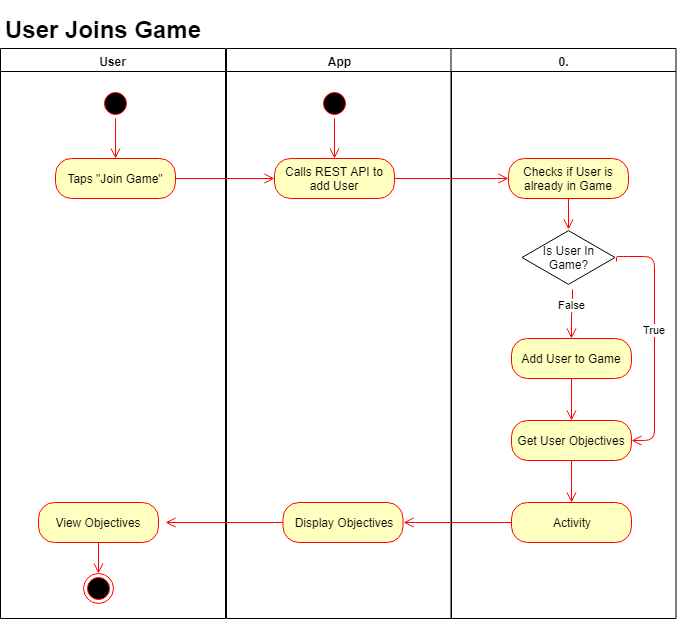 User Joins Game
User
App
0.
Taps "Join Game"
Calls REST API to
add User
Checks if User is
already in Game
Is User In
Game?
False
True
Add User to Game
Get User Objectives
View Objectives
Display Objectives
Activity